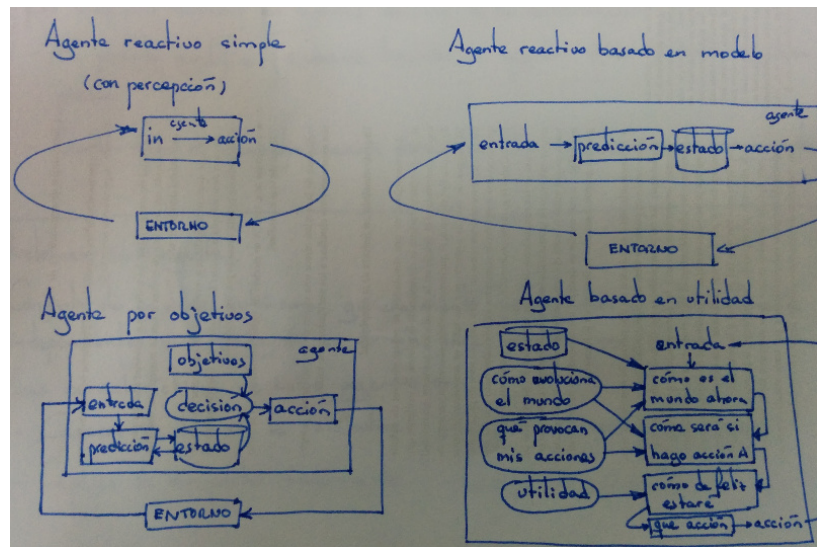 Agente reactivo simple
(con percepción)
agente
in → acción
ENTORNO
Agente reactivo basado en modelo
agente
entrada → predicción → estado → acción
ENTORNO
Agente por objetivos
agente
objetivos
entrada
decision → acción
predicción
estado
ENTORNO
Agente basado en utilidad
estado
entrada
cómo evoluciona
el mundo
cómo es el
mundo ahora
qué provocan
mis acciones
cómo será si
hago acción A
utilidad
cómo de feliz
estaré
que acción → acción